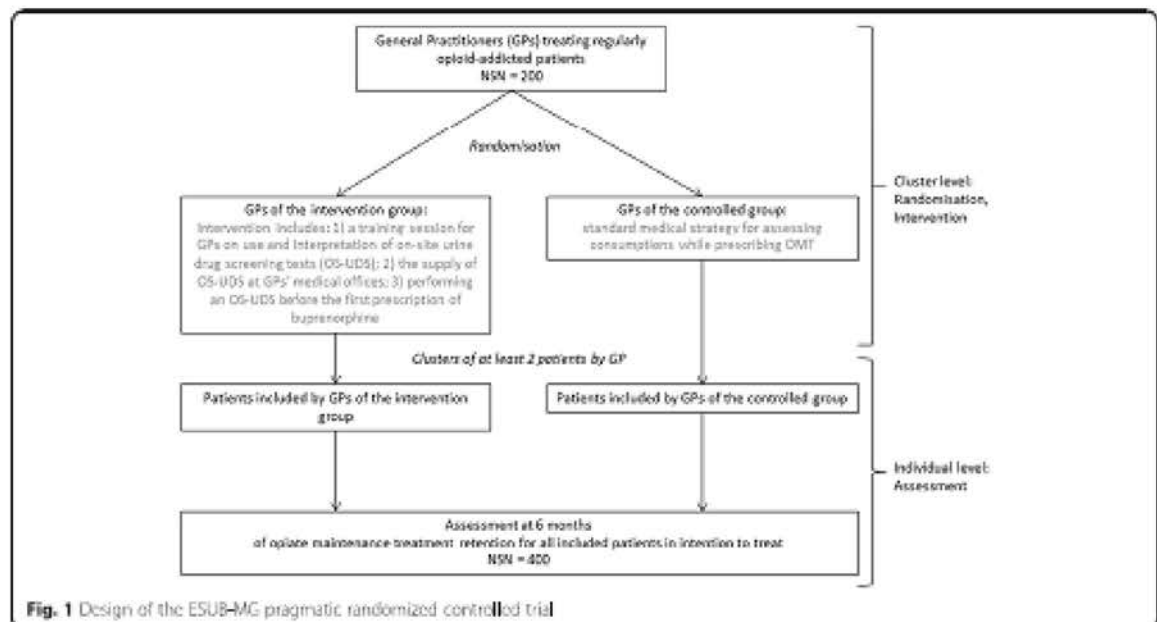 General Practitioners (GPs) treating regularly
opioid-addicted patients
NSN = 200
Randomisation
GPs of the intervention group:
Intervention includes: 1) a training session for
GPs on use and interpretation of on-site urine
drug screening tests (OS-UDS); 2) the supply of
OS-UDS at GPs' medical offices; 3) performing
an OS-UDS before the first prescription of
buprenorphine
GPs of the controlled group:
standard medical strategy for assessing
consumptions while prescribing OMT
Cluster level:
Randomisation,
Intervention
Clusters of at least 2 patients by GP
Patients included by GPs of the intervention
group
Patients included by GPs of the controlled group
Individual level:
Assessment
Assessment at 6 months
of opiate maintenance treatment retention for all included patients in intention to treat
NSN = 400
Fig. 1 Design of the ESUB-MG pragmatic randomized controlled trial